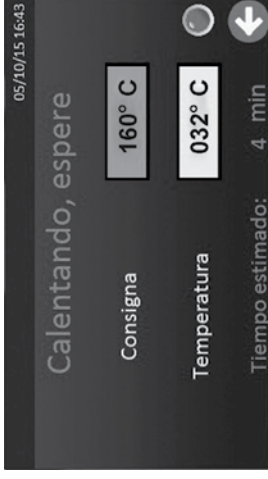 05/10/15 16:43
Calentando, espere
Consigna 160° C
Temperatura 032° C
Tiempo estimado: 4 min